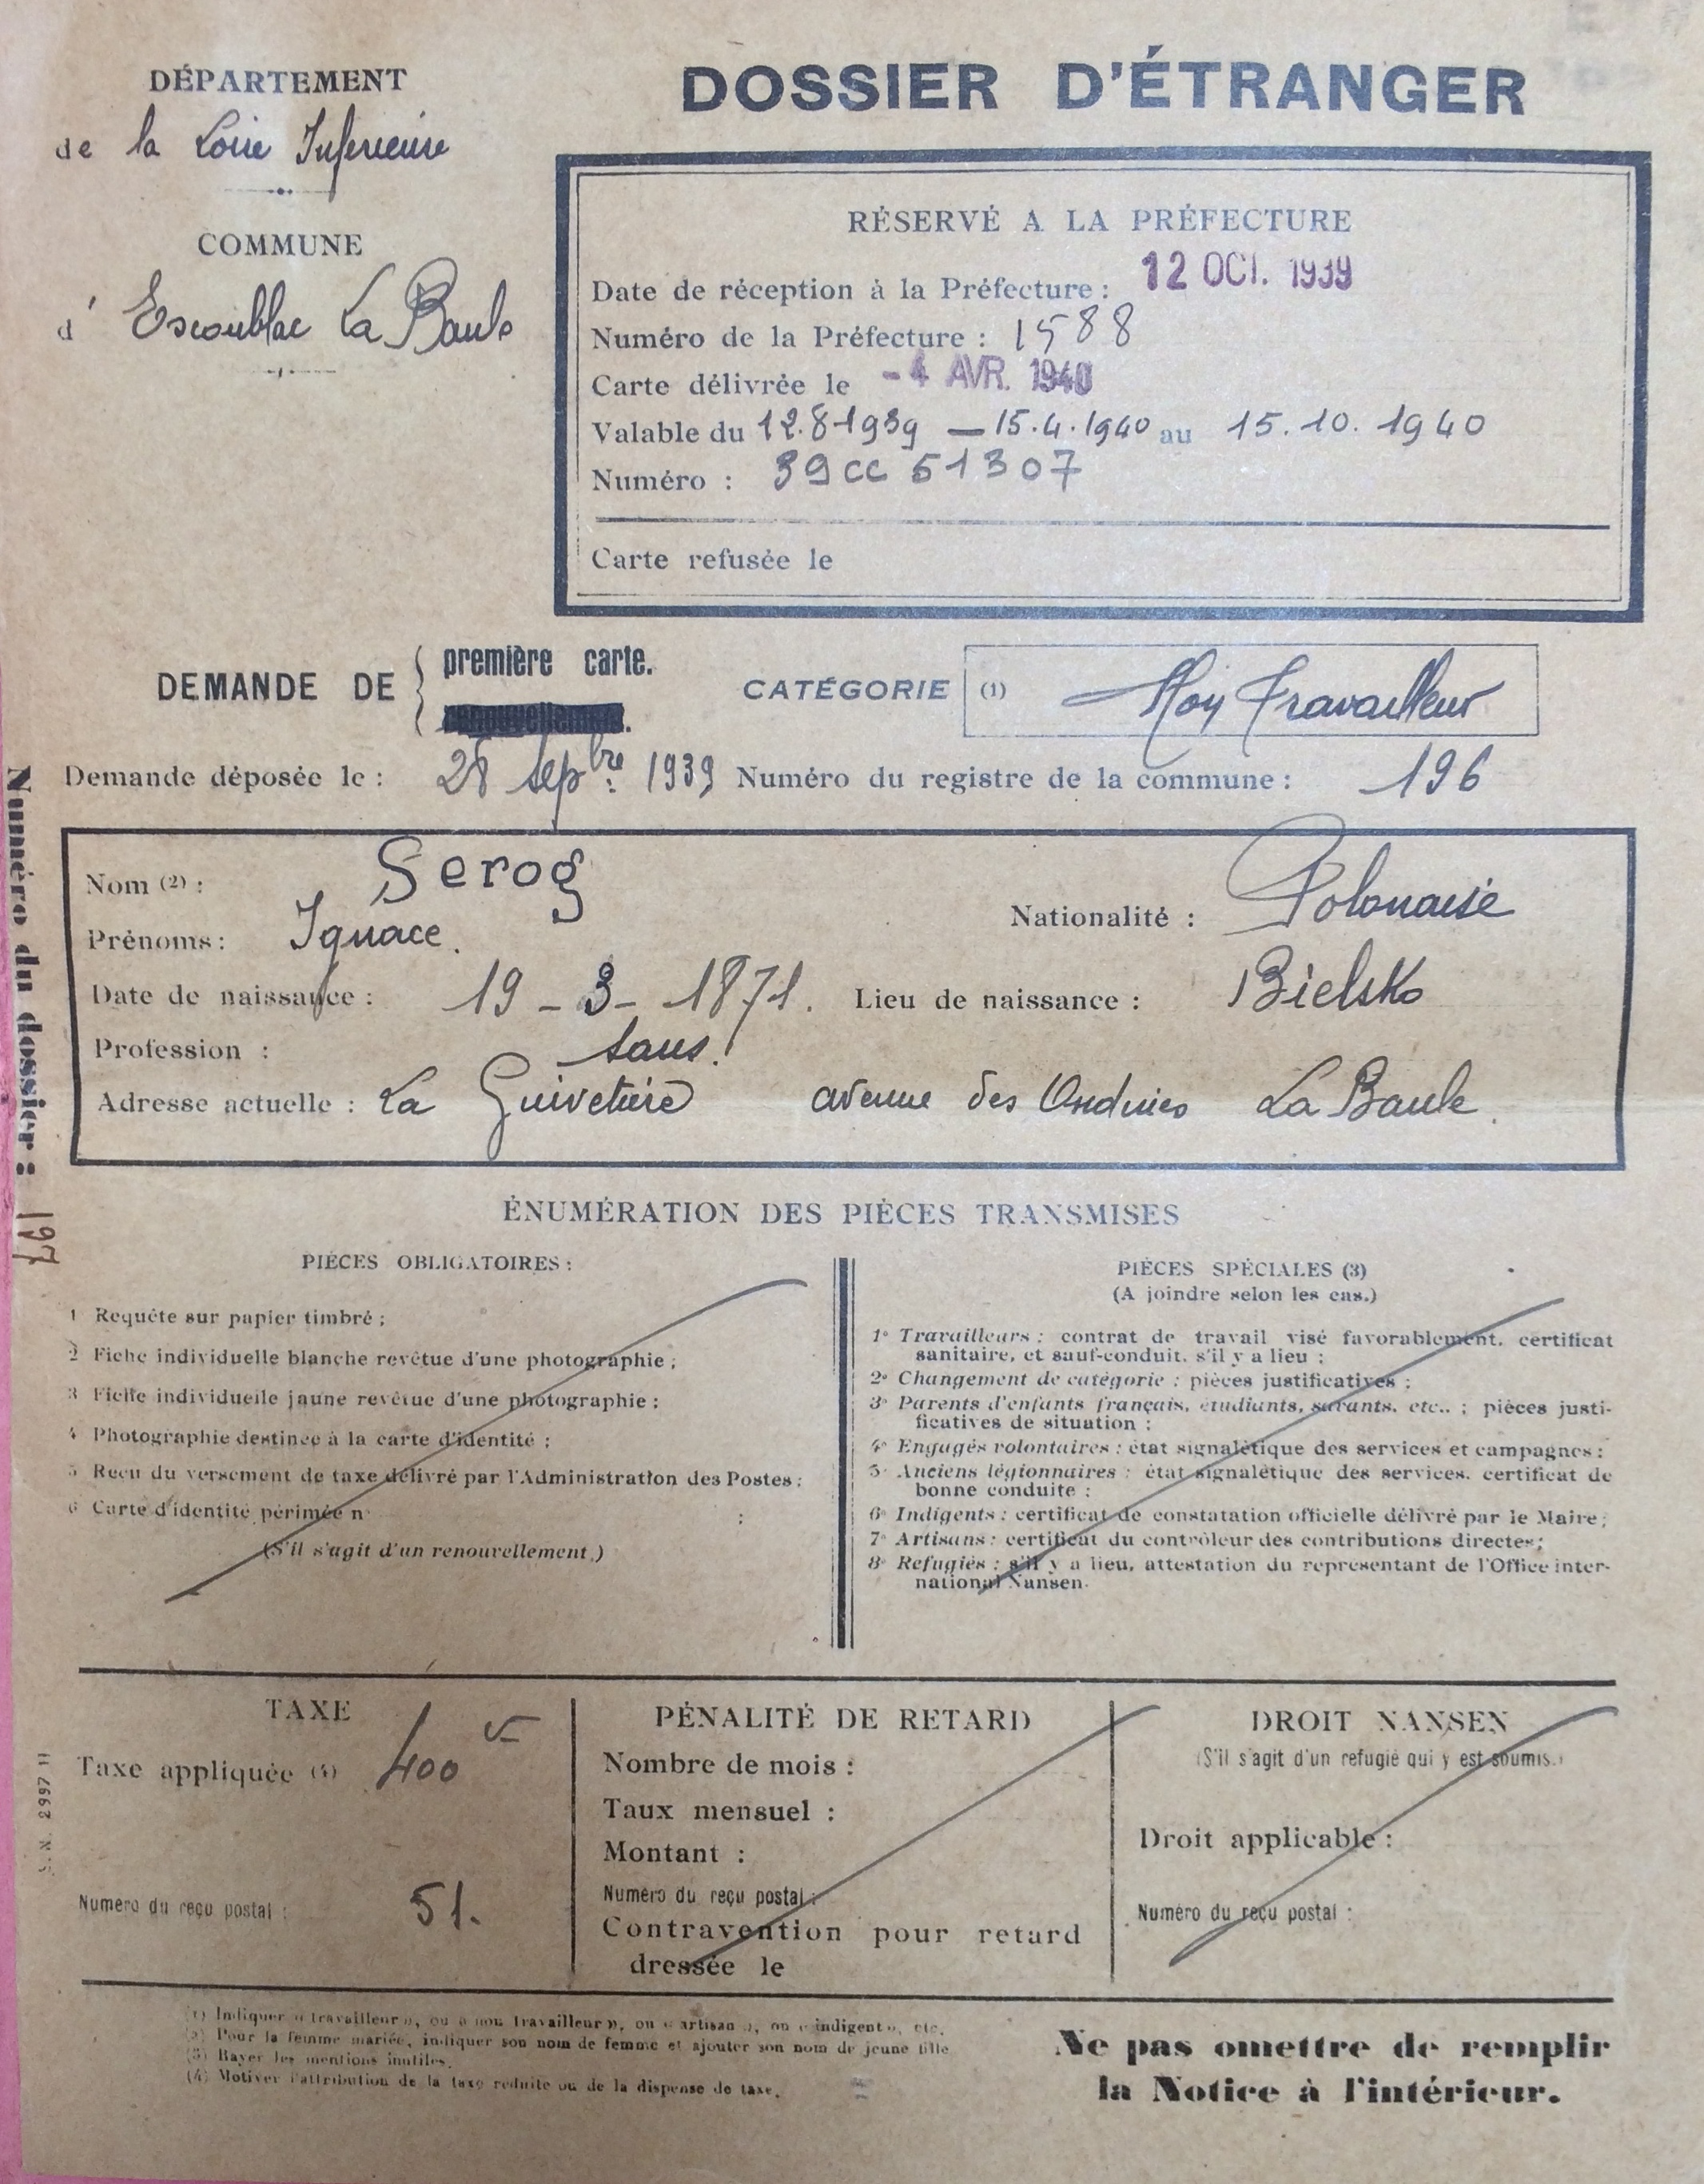 DÉPARTEMENT
de la Loire Inférieure
COMMUNE
d' Escoublac La Baule
DOSSIER D'ÉTRANGER
RÉSERVÉ A LA PRÉFECTURE
Date de réception à la Préfecture : 12 OCT. 1939
Numéro de la Préfecture : 1588
Carte délivrée le - 4 AVR. 1940
Valable du 12.8.1939 — 15.4.1940 au 15.10.1940
Numéro : 39 CC 51307
Carte refusée le
DEMANDE DE
première carte.
CATÉGORIE (1) Non Travailleur
Demande déposée le : 28 Sepbre : 1939 Numéro du registre de la commune : 196
Nom (2) : Serog
Nationalité : Polonaise
Prénoms : Ignace.
Date de naissance : 19 - 3 - 1871. Lieu de naissance : Bielsko
Profession : Sans.
Adresse actuelle : La Guivetière avenue des La Baule.
Numéro du dossier : 197
ÉNUMÉRATION DES PIÈCES TRANSMISES
PIÈCES OBLIGATOIRES :
1 Requête sur papier timbré ;
2 Fiche individuelle blanche revêtue d'une photographie ;
3 Fiche individuelle jaune revêtue d'une photographie ;
4 Photographie destinée à la carte d'identité ;
5 Reçu du versement de taxe délivré par l'Administration des Postes ;
6 Carte d'identité périmée n° ;
(S'il s'agit d'un renouvellement.)
PIÈCES SPÉCIALES (3)
(A joindre selon les cas.)
1° Travailleurs : contrat de travail visé favorablement, certificat
sanitaire, et sauf-conduit, s'il y a lieu ;
2° Changement de catégorie : pièces justificatives ;
3° Parents d'enfants français, étudiants, savants, etc.. ; pièces justi-
ficatives de situation ;
4° Engagés volontaires : état signalétique des services et campagnes ;
5° Anciens légionnaires : état signalétique des services, certificat de
bonne conduite ;
6° Indigents : certificat de constatation officielle délivré par le Maire ;
7° Artisans : certificat du contrôleur des contributions directes ;
8° Réfugiés : s'il y a lieu, attestation du représentant de l'Office inter-
national Nansen.
TAXE
Taxe appliquée (4) 400
Numéro du reçu postal : 51.
PÉNALITÉ DE RETARD
Nombre de mois :
Taux mensuel :
Montant :
Numéro du reçu postal :
Contravention pour retard
dressée le
DROIT NANSEN
(S'il s'agit d'un réfugié qui y est soumis.)
Droit applicable :
Numéro du reçu postal :
S. N. 2997 11
(1) Indiquer « travailleur », ou « non travailleur », ou « artisan », ou « indigent », etc.
(2) Pour la femme mariée, indiquer son nom de femme et ajouter son nom de jeune fille
(3) Rayer les mentions inutiles.
(4) Motiver l'attribution de la taxe réduite ou de la dispense de taxe.
Ne pas omettre de remplir
la Notice à l'intérieur.